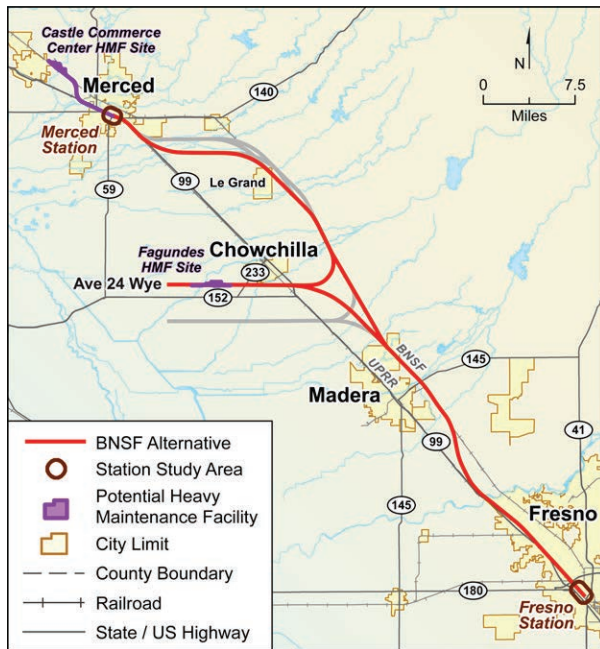 Castle Commerce
Center HMF Site
Merced
140
N
0 7.5
Miles
Merced
Station
59
99
Le Grand
Fagundes
HMF Site
Chowchilla
233
Ave 24 Wye
152
BNSF
UPRR
145
Madera
99
41
145
Fresno
180
Fresno
Station
BNSF Alternative
Station Study Area
Potential Heavy
Maintenance Facility
City Limit
County Boundary
Railroad
State / US Highway